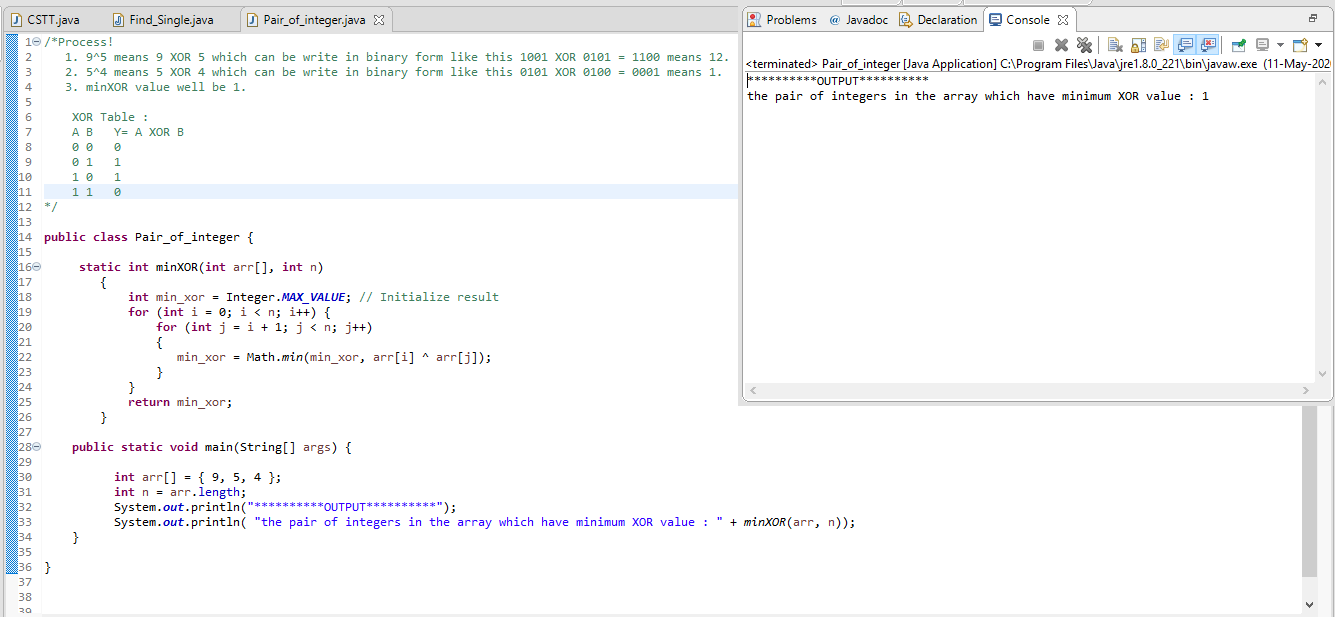 CSTT.java Find_Single.java Pair_of_integer.java
1 /*Process!
2 1. 9^5 means 9 XOR 5 which can be write in binary form like this 1001 XOR 0101 = 1100 means 12.
3 2. 5^4 means 5 XOR 4 which can be write in binary form like this 0101 XOR 0100 = 0001 means 1.
4 3. minXOR value well be 1.
5
6 XOR Table :
7 A B Y= A XOR B
8 0 0 0
9 0 1 1
10 1 0 1
11 1 1 0
12 */
13
14 public class Pair_of_integer {
15
16 static int minXOR(int arr[], int n)
17 {
18 int min_xor = Integer.MAX_VALUE; // Initialize result
19 for (int i = 0; i < n; i++) {
20 for (int j = i + 1; j < n; j++)
21 {
22 min_xor = Math.min(min_xor, arr[i] ^ arr[j]);
23 }
24 }
25 return min_xor;
26 }
27
28 public static void main(String[] args) {
29
30 int arr[] = { 9, 5, 4 };
31 int n = arr.length;
32 System.out.println("**********OUTPUT**********");
33 System.out.println( "the pair of integers in the array which have minimum XOR value : " + minXOR(arr, n));
34 }
35
36 }
37
38
39
Problems @ Javadoc Declaration Console
<terminated> Pair_of_integer [Java Application] C:\Program Files\Java\jre1.8.0_221\bin\javaw.exe (11-May-2020
**********OUTPUT**********
the pair of integers in the array which have minimum XOR value : 1